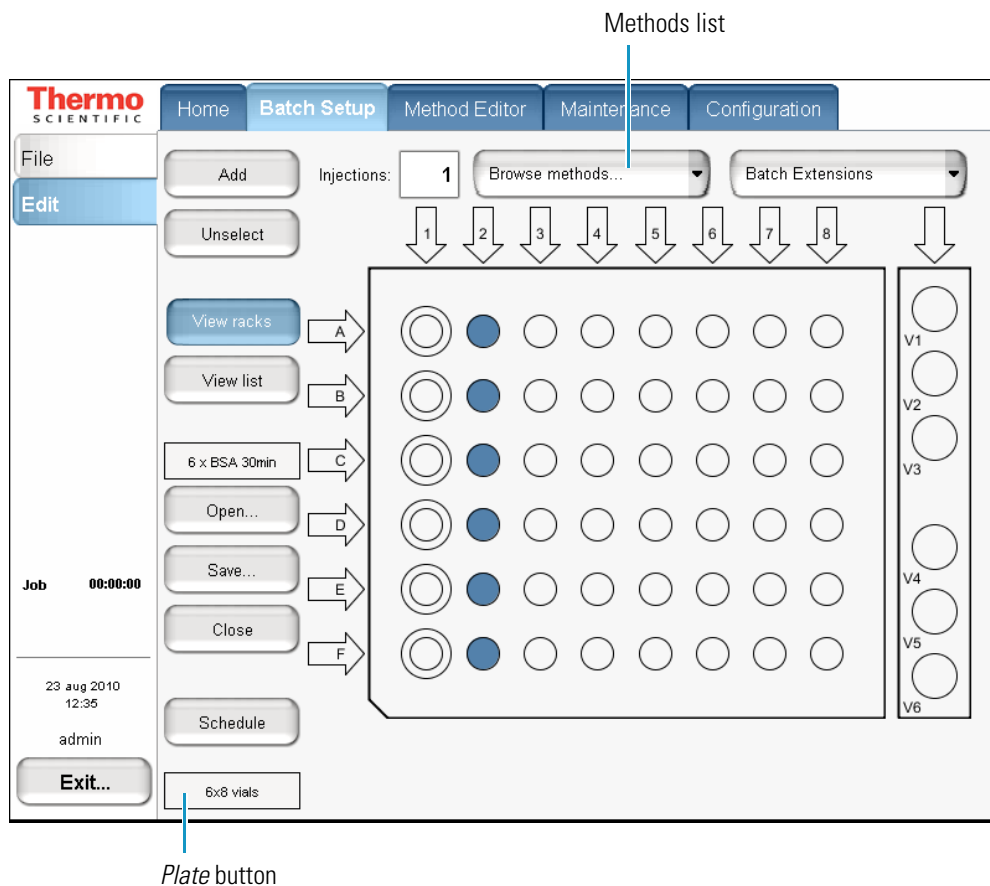 Methods list
Thermo
SCIENTIFIC
Home
Batch Setup
Method Editor
Maintenance
Configuration
File
Edit
Add
Injections:
1
Browse methods...
Batch Extensions
Unselect
1
2
3
4
5
6
7
8
View racks
A
V1
View list
B
V2
6 x BSA 30min
C
V3
Open...
D
Save...
E
V4
Job 00:00:00
Close
F
V5
23 aug 2010
12:35
admin
Schedule
V6
Exit...
6x8 vials
Plate button